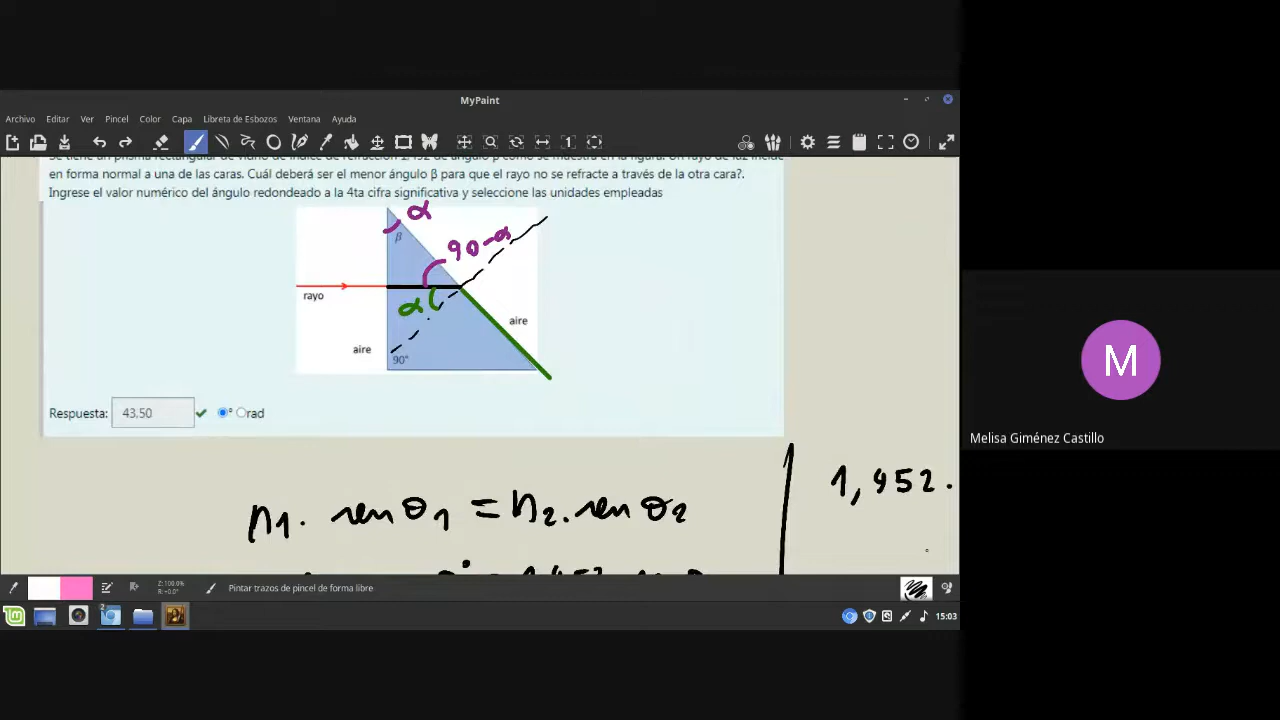 MyPaint
Archivo Editar Ver Pincel Color Capa Libreta de Esbozos Ventana Ayuda
en forma normal a una de las caras. Cuál deberá ser el menor ángulo β para que el rayo no se refracte a través de la otra cara?.
Ingrese el valor numérico del ángulo redondeado a la 4ta cifra significativa y seleccione las unidades empleadas
α
β
90-α
rayo
α
aire
aire
90°
Respuesta: 43.50 ° rad
1,452.
n1. sen θ1 = n2. sen θ2
Pintar trazos de pincel de forma libre
15:03
M
Melisa Giménez Castillo